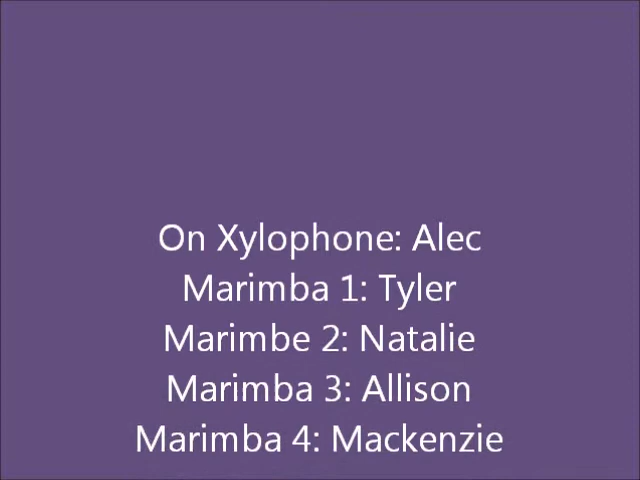 On Xylophone: Alec
Marimba 1: Tyler
Marimbe 2: Natalie
Marimba 3: Allison
Marimba 4: Mackenzie